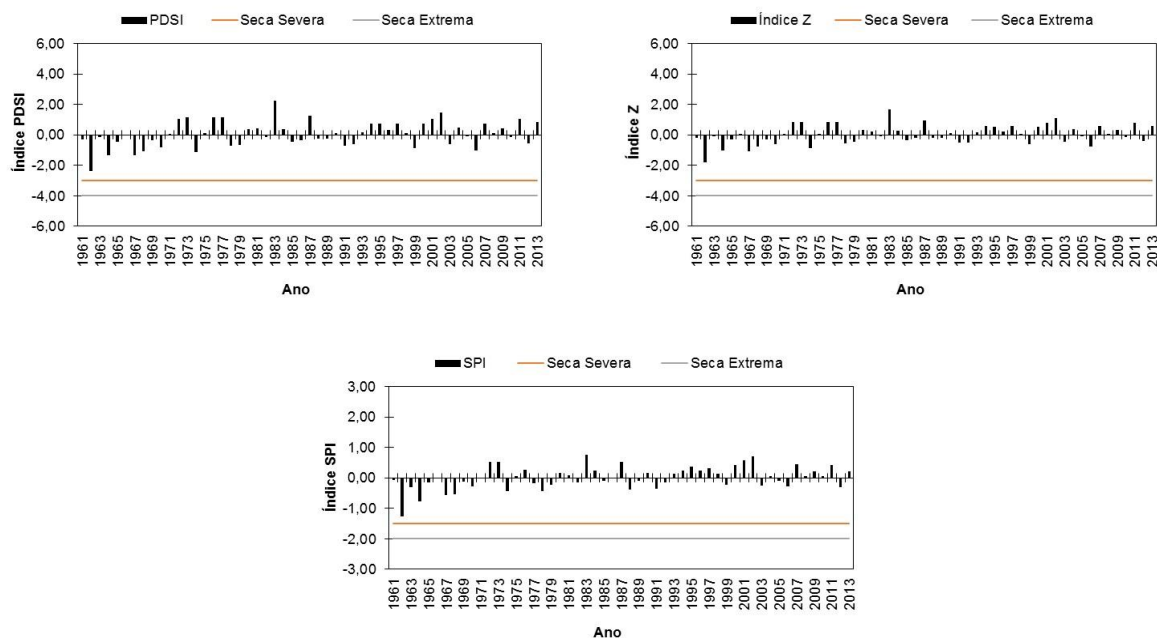 PDSI Seca Severa Seca Extrema
6,00
4,00
2,00
0,00
-2,00
-4,00
-6,00
Índice PDSI
1961 1963 1965 1967 1969 1971 1973 1975 1977 1979 1981 1983 1985 1987 1989 1991 1993 1995 1997 1999 2001 2003 2005 2007 2009 2011 2013
Ano
Índice Z Seca Severa Seca Extrema
6,00
4,00
2,00
0,00
-2,00
-4,00
-6,00
Índice Z
1961 1963 1965 1967 1969 1971 1973 1975 1977 1979 1981 1983 1985 1987 1989 1991 1993 1995 1997 1999 2001 2003 2005 2007 2009 2011 2013
Ano
SPI Seca Severa Seca Extrema
3,00
2,00
1,00
0,00
-1,00
-2,00
-3,00
Índice SPI
1961 1963 1965 1967 1969 1971 1973 1975 1977 1979 1981 1983 1985 1987 1989 1991 1993 1995 1997 1999 2001 2003 2005 2007 2009 2011 2013
Ano